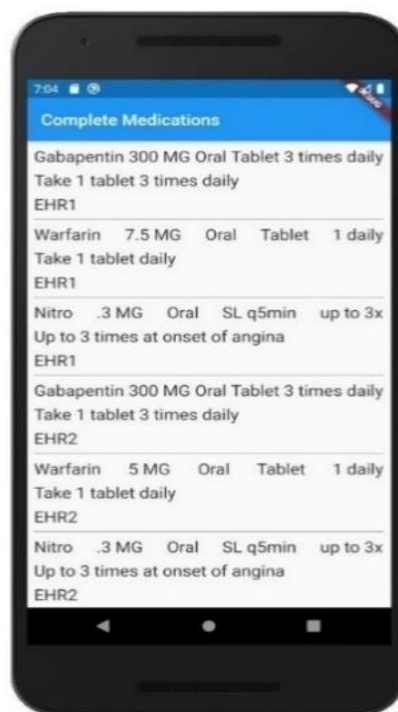 7:04
Complete Medications
Gabapentin 300 MG Oral Tablet 3 times daily
Take 1 tablet 3 times daily
EHR1
Warfarin 7.5 MG Oral Tablet 1 daily
Take 1 tablet daily
EHR1
Nitro .3 MG Oral SL q5min up to 3x
Up to 3 times at onset of angina
EHR1
Gabapentin 300 MG Oral Tablet 3 times daily
Take 1 tablet 3 times daily
EHR2
Warfarin 5 MG Oral Tablet 1 daily
Take 1 tablet daily
EHR2
Nitro .3 MG Oral SL q5min up to 3x
Up to 3 times at onset of angina
EHR2